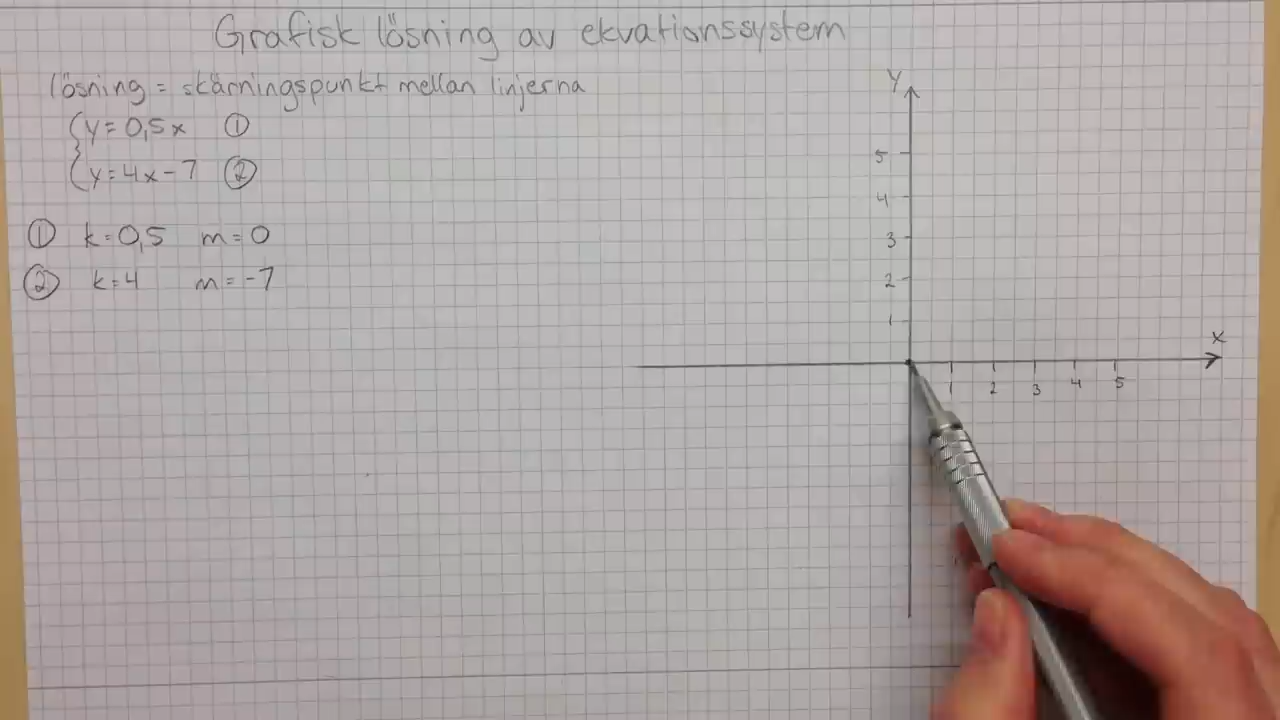 Grafisk lösning av ekvationssystem
lösning = skärningspunkt mellan linjerna
y = 0,5x ①
y = 4x - 7 ②
① k = 0,5 m = 0
② k = 4 m = -7
y
5
4
3
2
1
x
1 2 3 4 5